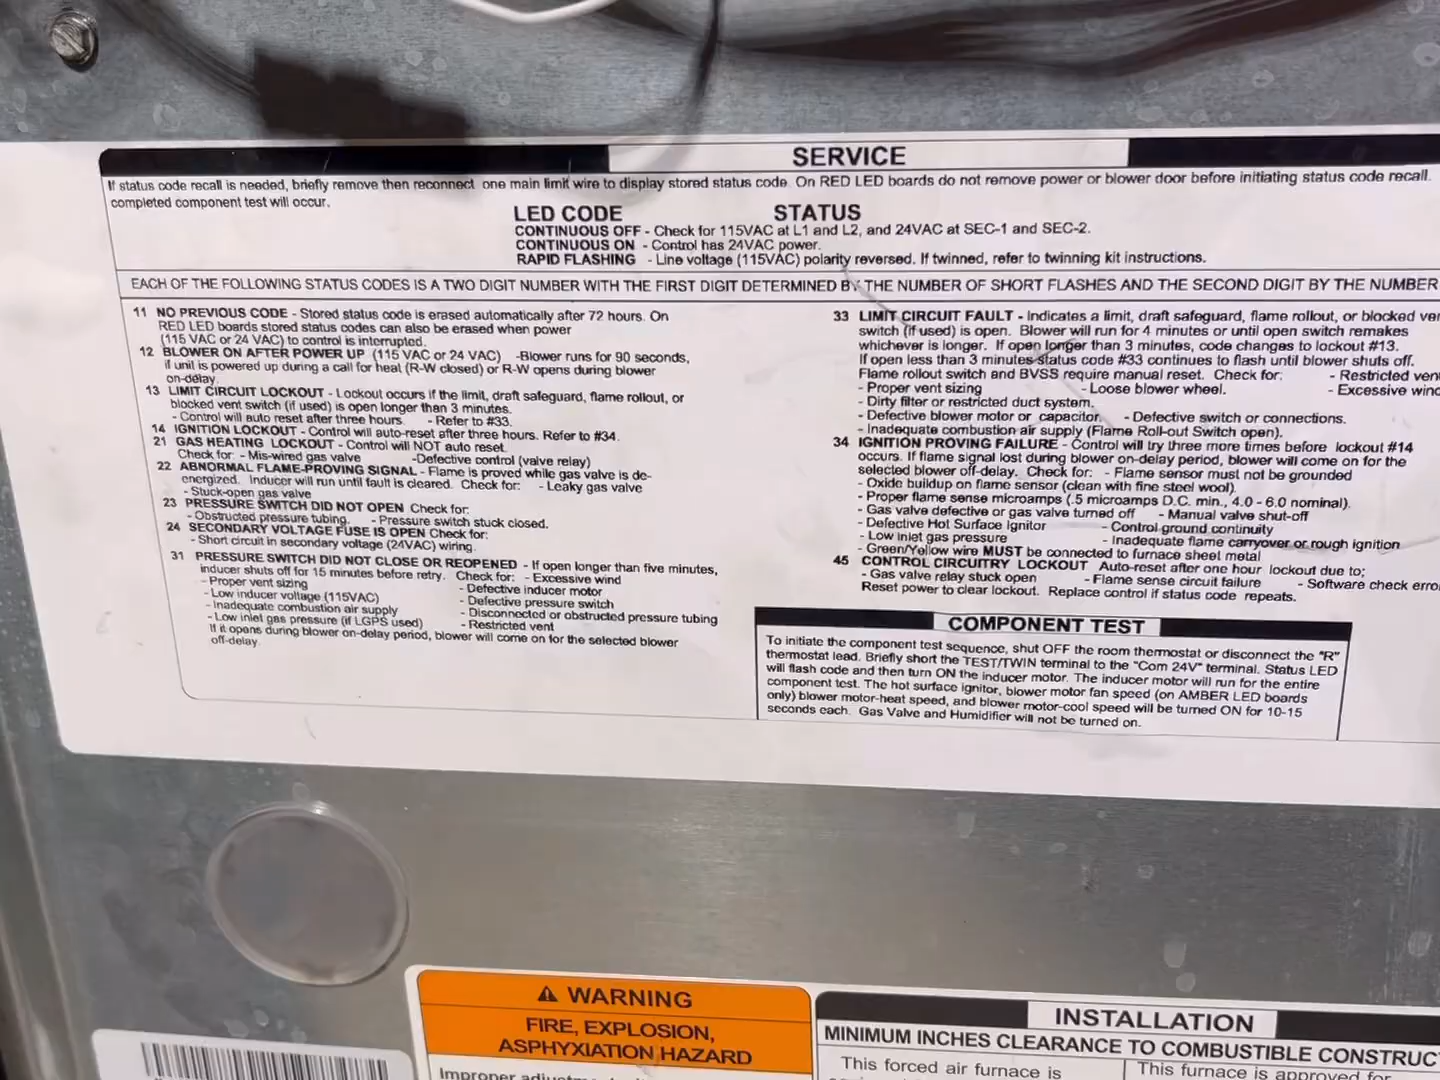 SERVICE
If status code recall is needed, briefly remove then reconnect one main limit wire to display stored status code. On RED LED boards do not remove power or blower door before initiating status code recall.
completed component test will occur.
LED CODE STATUS
CONTINUOUS OFF - Check for 115VAC at L1 and L2, and 24VAC at SEC-1 and SEC-2.
CONTINUOUS ON - Control has 24VAC power.
RAPID FLASHING - Line voltage (115VAC) polarity reversed. If twinned, refer to twinning kit instructions.
EACH OF THE FOLLOWING STATUS CODES IS A TWO DIGIT NUMBER WITH THE FIRST DIGIT DETERMINED BY THE NUMBER OF SHORT FLASHES AND THE SECOND DIGIT BY THE NUMBER
11 NO PREVIOUS CODE - Stored status code is erased automatically after 72 hours. On
RED LED boards stored status codes can also be erased when power
(115 VAC or 24 VAC) to control is interrupted.
12 BLOWER ON AFTER POWER UP (115 VAC or 24 VAC) -Blower runs for 90 seconds,
if unit is powered up during a call for heat (R-W closed) or R-W opens during blower
on-delay.
13 LIMIT CIRCUIT LOCKOUT - Lockout occurs if the limit, draft safeguard, flame rollout, or
blocked vent switch (if used) is open longer than 3 minutes.
- Control will auto reset after three hours. - Refer to #33.
14 IGNITION LOCKOUT - Control will auto-reset after three hours. Refer to #34.
21 GAS HEATING LOCKOUT - Control will NOT auto reset.
Check for: - Mis-wired gas valve -Defective control (valve relay)
22 ABNORMAL FLAME-PROVING SIGNAL - Flame is proved while gas valve is de-
energized. Inducer will run until fault is cleared. Check for: - Leaky gas valve
- Stuck-open gas valve
23 PRESSURE SWITCH DID NOT OPEN Check for:
- Obstructed pressure tubing. - Pressure switch stuck closed.
24 SECONDARY VOLTAGE FUSE IS OPEN Check for:
- Short circuit in secondary voltage (24VAC) wiring.
31 PRESSURE SWITCH DID NOT CLOSE OR REOPENED - If open longer than five minutes,
inducer shuts off for 15 minutes before retry. Check for: - Excessive wind
- Proper vent sizing - Defective inducer motor
- Low inducer voltage (115VAC) - Defective pressure switch
- Inadequate combustion air supply - Disconnected or obstructed pressure tubing
- Low inlet gas pressure (if LGPS used) - Restricted vent
If it opens during blower on-delay period, blower will come on for the selected blower
off-delay.
33 LIMIT CIRCUIT FAULT - Indicates a limit, draft safeguard, flame rollout, or blocked
switch (if used) is open. Blower will run for 4 minutes or until open switch remakes
whichever is longer. If open longer than 3 minutes, code changes to lockout #13.
If open less than 3 minutes status code #33 continues to flash until blower shuts off.
Flame rollout switch and BVSS require manual reset. Check for: - Restricted vent
- Proper vent sizing - Loose blower wheel. - Excessive wind
- Dirty filter or restricted duct system.
- Defective blower motor or capacitor. - Defective switch or connections.
- Inadequate combustion air supply (Flame Roll-out Switch open).
34 IGNITION PROVING FAILURE - Control will try three more times before lockout #14
occurs. If flame signal lost during blower on-delay period, blower will come on for the
selected blower off-delay. Check for: - Flame sensor must not be grounded
- Oxide buildup on flame sensor (clean with fine steel wool).
- Proper flame sense microamps (.5 microamps D.C. min., 4.0 - 6.0 nominal).
- Gas valve defective or gas valve turned off - Manual valve shut-off
- Defective Hot Surface Ignitor - Control ground continuity
- Low inlet gas pressure - Inadequate flame carryover or rough ignition
- Green/Yellow wire MUST be connected to furnace sheet metal
45 CONTROL CIRCUITRY LOCKOUT Auto-reset after one hour lockout due to;
- Gas valve relay stuck open - Flame sense circuit failure - Software check
Reset power to clear lockout. Replace control if status code repeats.
COMPONENT TEST
To initiate the component test sequence, shut OFF the room thermostat or disconnect the "R"
thermostat lead. Briefly short the TEST/TWIN terminal to the "Com 24V" terminal. Status LED
will flash code and then turn ON the inducer motor. The inducer motor will run for the entire
component test. The hot surface ignitor, blower motor fan speed (on AMBER LED boards
only) blower motor-heat speed, and blower motor-cool speed will be turned ON for 10-15
seconds each. Gas Valve and Humidifier will not be turned on.
WARNING
FIRE, EXPLOSION,
ASPHYXIATION HAZARD
INSTALLATION
MINIMUM INCHES CLEARANCE TO COMBUSTIBLE
This forced air furnace is
This furnace is approved for